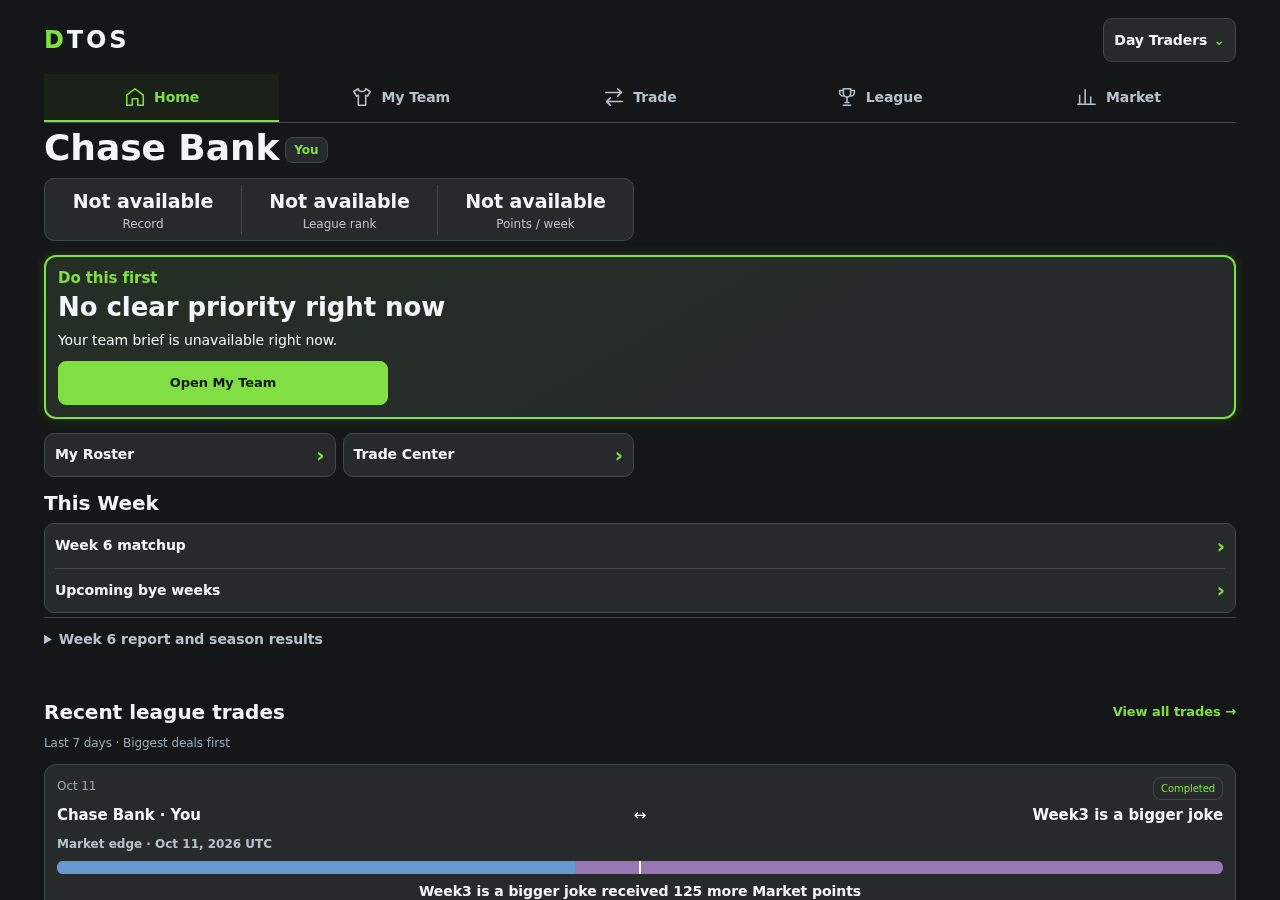 DTOS
Day Traders
Home
My Team
Trade
League
Market
Chase Bank
You
Not available
Record
Not available
League rank
Not available
Points / week
Do this first
No clear priority right now
Your team brief is unavailable right now.
Open My Team
My Roster
Trade Center
This Week
Week 6 matchup
Upcoming bye weeks
Week 6 report and season results
Recent league trades
View all trades →
Last 7 days · Biggest deals first
Oct 11
Completed
Chase Bank · You
↔
Week3 is a bigger joke
Market edge · Oct 11, 2026 UTC
Week3 is a bigger joke received 125 more Market points